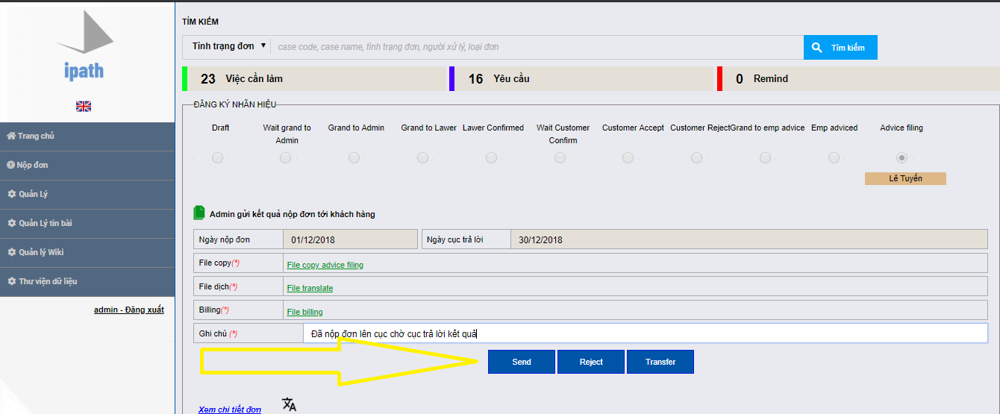 TÌM KIẾM
Tình trạng đơn ▼ case code, case name, tình trạng đơn, người xử lý, loại đơn Tìm kiếm
ipath
23 Việc cần làm 16 Yêu cầu 0 Remind
ĐĂNG KÝ NHÃN HIỆU
Draft Wait grand to Admin Grand to Admin Grand to Lawer Lawer Confirmed Wait Customer Confirm Customer Accept Customer Reject Grand to emp advice Emp adviced Advice filing
Lê Tuyến
Trang chủ
Nộp đơn
Quản Lý
Quản Lý tin bài
Quản lý Wiki
Thư viện dữ liệu
admin - Đăng xuất
Admin gửi kết quả nộp đơn tới khách hàng
Ngày nộp đơn 01/12/2018 Ngày cục trả lời 30/12/2018
File copy(*) File copy advice filing
File dịch(*) File translate
Billing(*) File billing
Ghi chú (*) Đã nộp đơn lên cục chờ cục trả lời kết quả
Send Reject Transfer
Xem chi tiết đơn